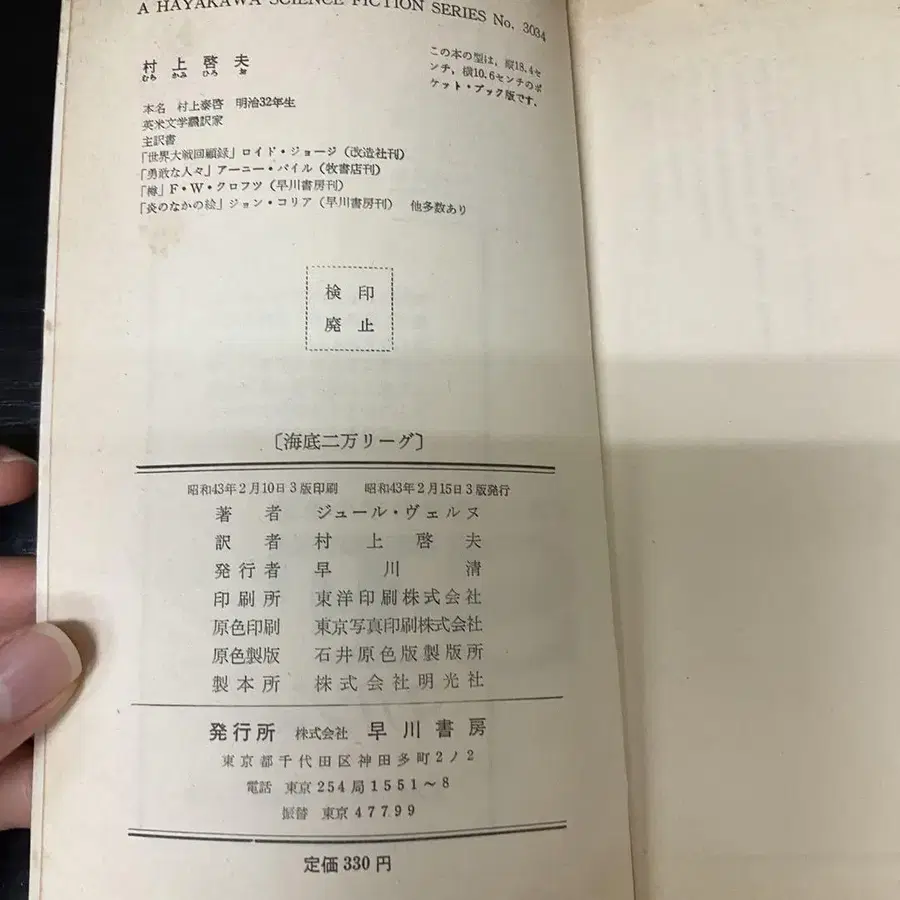 A HAYAKAWA SCIENCE FICTION SERIES No. 3034
村上啓夫
むら かみ ひろ お
この本の型は，縦18.4セ
ンチ，横10.6センチのポ
ケット・ブック版です．
本名 村上泰啓 明治32年生
英米文学飜訳家
主訳書
「世界大戦回顧録」ロイド・ジョージ（改造社刊）
「勇敢な人々」アーニー・パイル（牧書店刊）
「樽」F・W・クロフツ（早川書房刊）
「炎のなかの絵」ジョン・コリア（早川書房刊） 他多数あり
検印
廃止
〔海底二万リーグ〕
昭和43年2月10日3版印刷 昭和43年2月15日3版発行
著者 ジュール・ヴェルヌ
訳者 村上啓夫
発行者 早川清
印刷所 東洋印刷株式会社
原色印刷 東京写真印刷株式会社
原色製版 石井原色版製版所
製本所 株式会社明光社
発行所 株式会社 早川書房
東京都千代田区神田多町2ノ2
電話 東京254局1551～8
振替 東京47799
定価330円